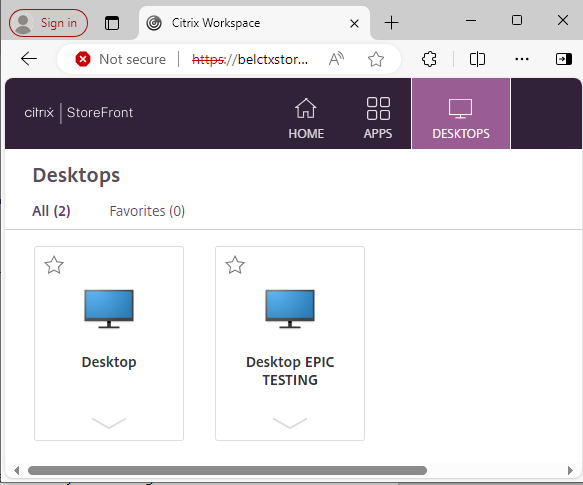 Sign in
Citrix Workspace
Not secure
https://belctxstor...
citrix | StoreFront
HOME
APPS
DESKTOPS
Desktops
All (2)
Favorites (0)
Desktop
Desktop EPIC
TESTING